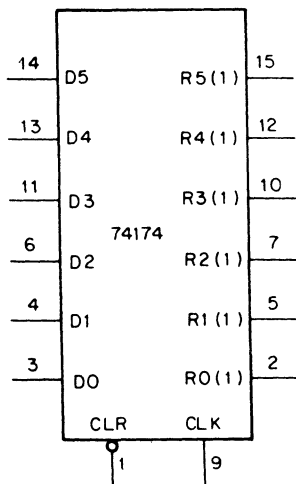 14 D5 R5(1) 15
13 D4 R4(1) 12
11 D3 R3(1) 10
74174
6 D2 R2(1) 7
4 D1 R1(1) 5
3 D0 R0(1) 2
CLR CLK
1 9